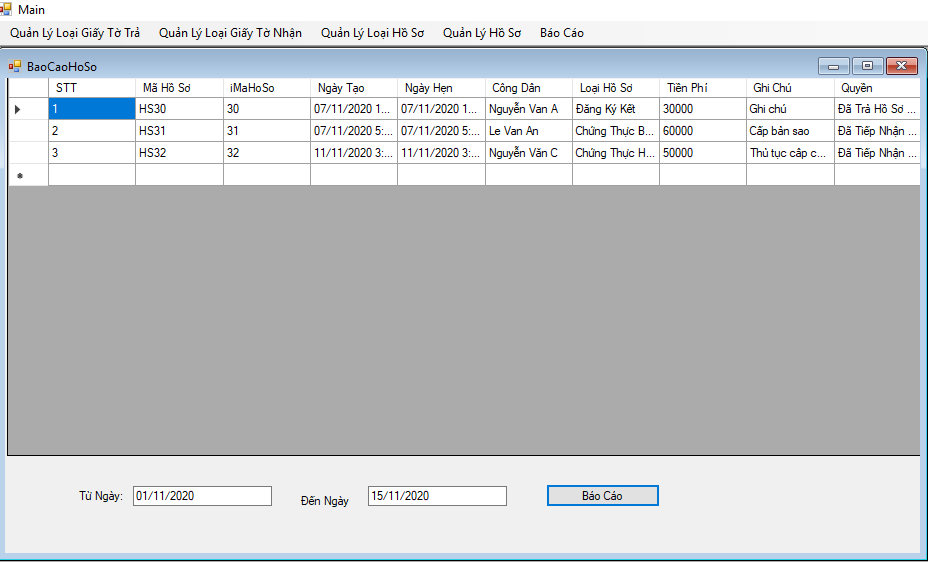 Main
Quản Lý Loại Giấy Tờ Trả Quản Lý Loại Giấy Tờ Nhận Quản Lý Loại Hồ Sơ Quản Lý Hồ Sơ Báo Cáo
BaoCaoHoSo
STT Mã Hồ Sơ iMaHoSo Ngày Tạo Ngày Hẹn Công Dân Loại Hồ Sơ Tiền Phí Ghi Chú Quyền
1 HS30 30 07/11/2020 1... 07/11/2020 1... Nguyễn Van A Đăng Ký Kết 30000 Ghi chú Đã Trả Hồ Sơ ...
2 HS31 31 07/11/2020 5:... 07/11/2020 5:... Le Van An Chứng Thực B... 60000 Cấp bản sao Đã Tiếp Nhận ...
3 HS32 32 11/11/2020 3:... 11/11/2020 3:... Nguyễn Văn C Chứng Thực H... 50000 Thủ tục cấp c... Đã Tiếp Nhận ...
Từ Ngày: 01/11/2020 Đến Ngày 15/11/2020 Báo Cáo